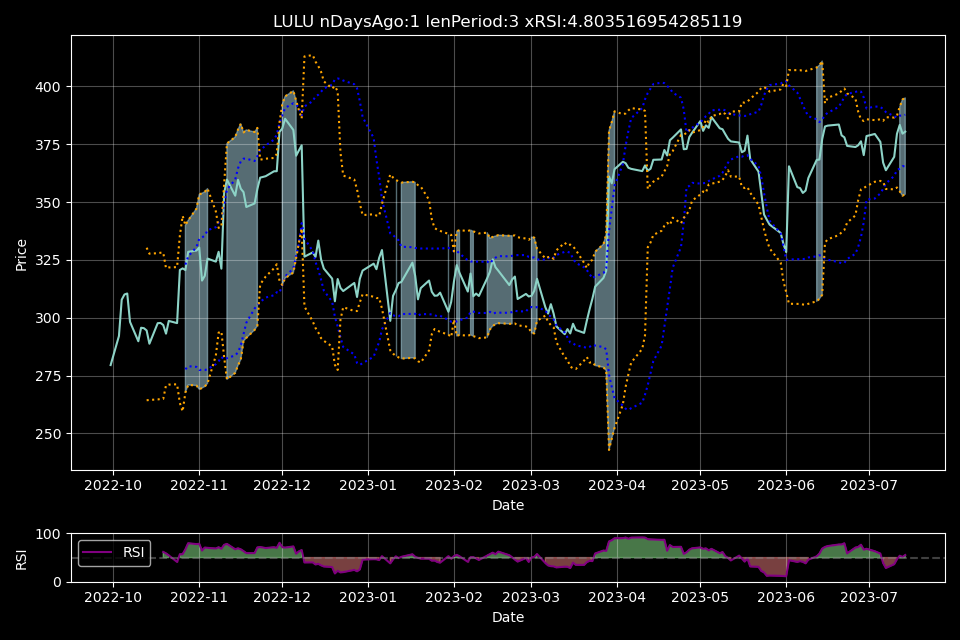 LULU nDaysAgo:1 lenPeriod:3 xRSI:4.803516954285119
Price
400
375
350
325
300
275
250
2022-10 2022-11 2022-12 2023-01 2023-02 2023-03 2023-04 2023-05 2023-06 2023-07
Date
RSI
100
0
RSI
2022-10 2022-11 2022-12 2023-01 2023-02 2023-03 2023-04 2023-05 2023-06 2023-07
Date